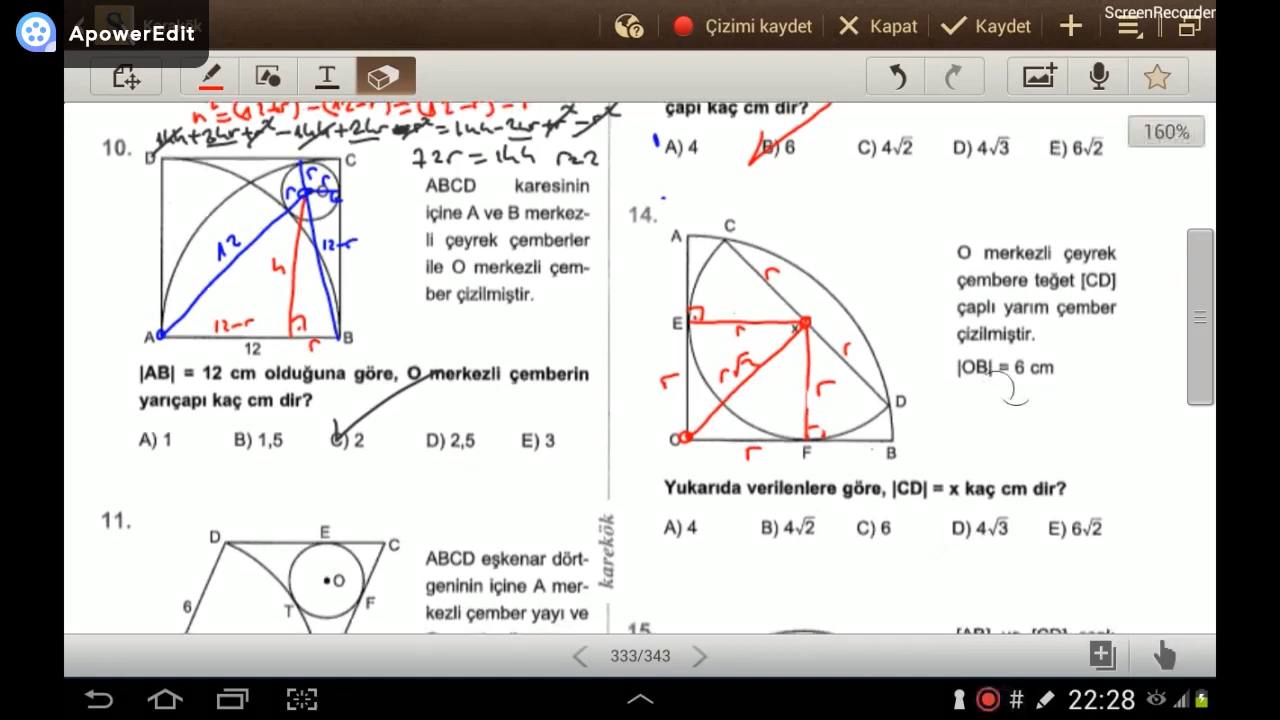 ScreenRecorder
ApowerEdit
Çizimi kaydet
Kapat
Kaydet
T
160%
72r = 144 r=2
10.
D
C
r
r
r
12
12-r
h
12-r
r
A
B
12
ABCD karesinin
içine A ve B merkez-
li çeyrek çemberler
ile O merkezli çem-
ber çizilmiştir.
|AB| = 12 cm olduğuna göre, O merkezli çemberin
yarıçapı kaç cm dir?
A) 1 B) 1,5 C) 2 D) 2,5 E) 3
11.
D
E
C
O
T
F
6
ABCD eşkenar dört-
geninin içine A mer-
kezli çember yayı ve
karekök
çapı kaç cm dir?
A) 4 B) 6 C) 4√2 D) 4√3 E) 6√2
14.
A
C
r
E
r
x
r
r√2
r
r
D
O
r
F
B
O merkezli çeyrek
çembere teğet [CD]
çaplı yarım çember
çizilmiştir.
|OB| = 6 cm
Yukarıda verilenlere göre, |CD| = x kaç cm dir?
A) 4 B) 4√2 C) 6 D) 4√3 E) 6√2
333/343
22:28